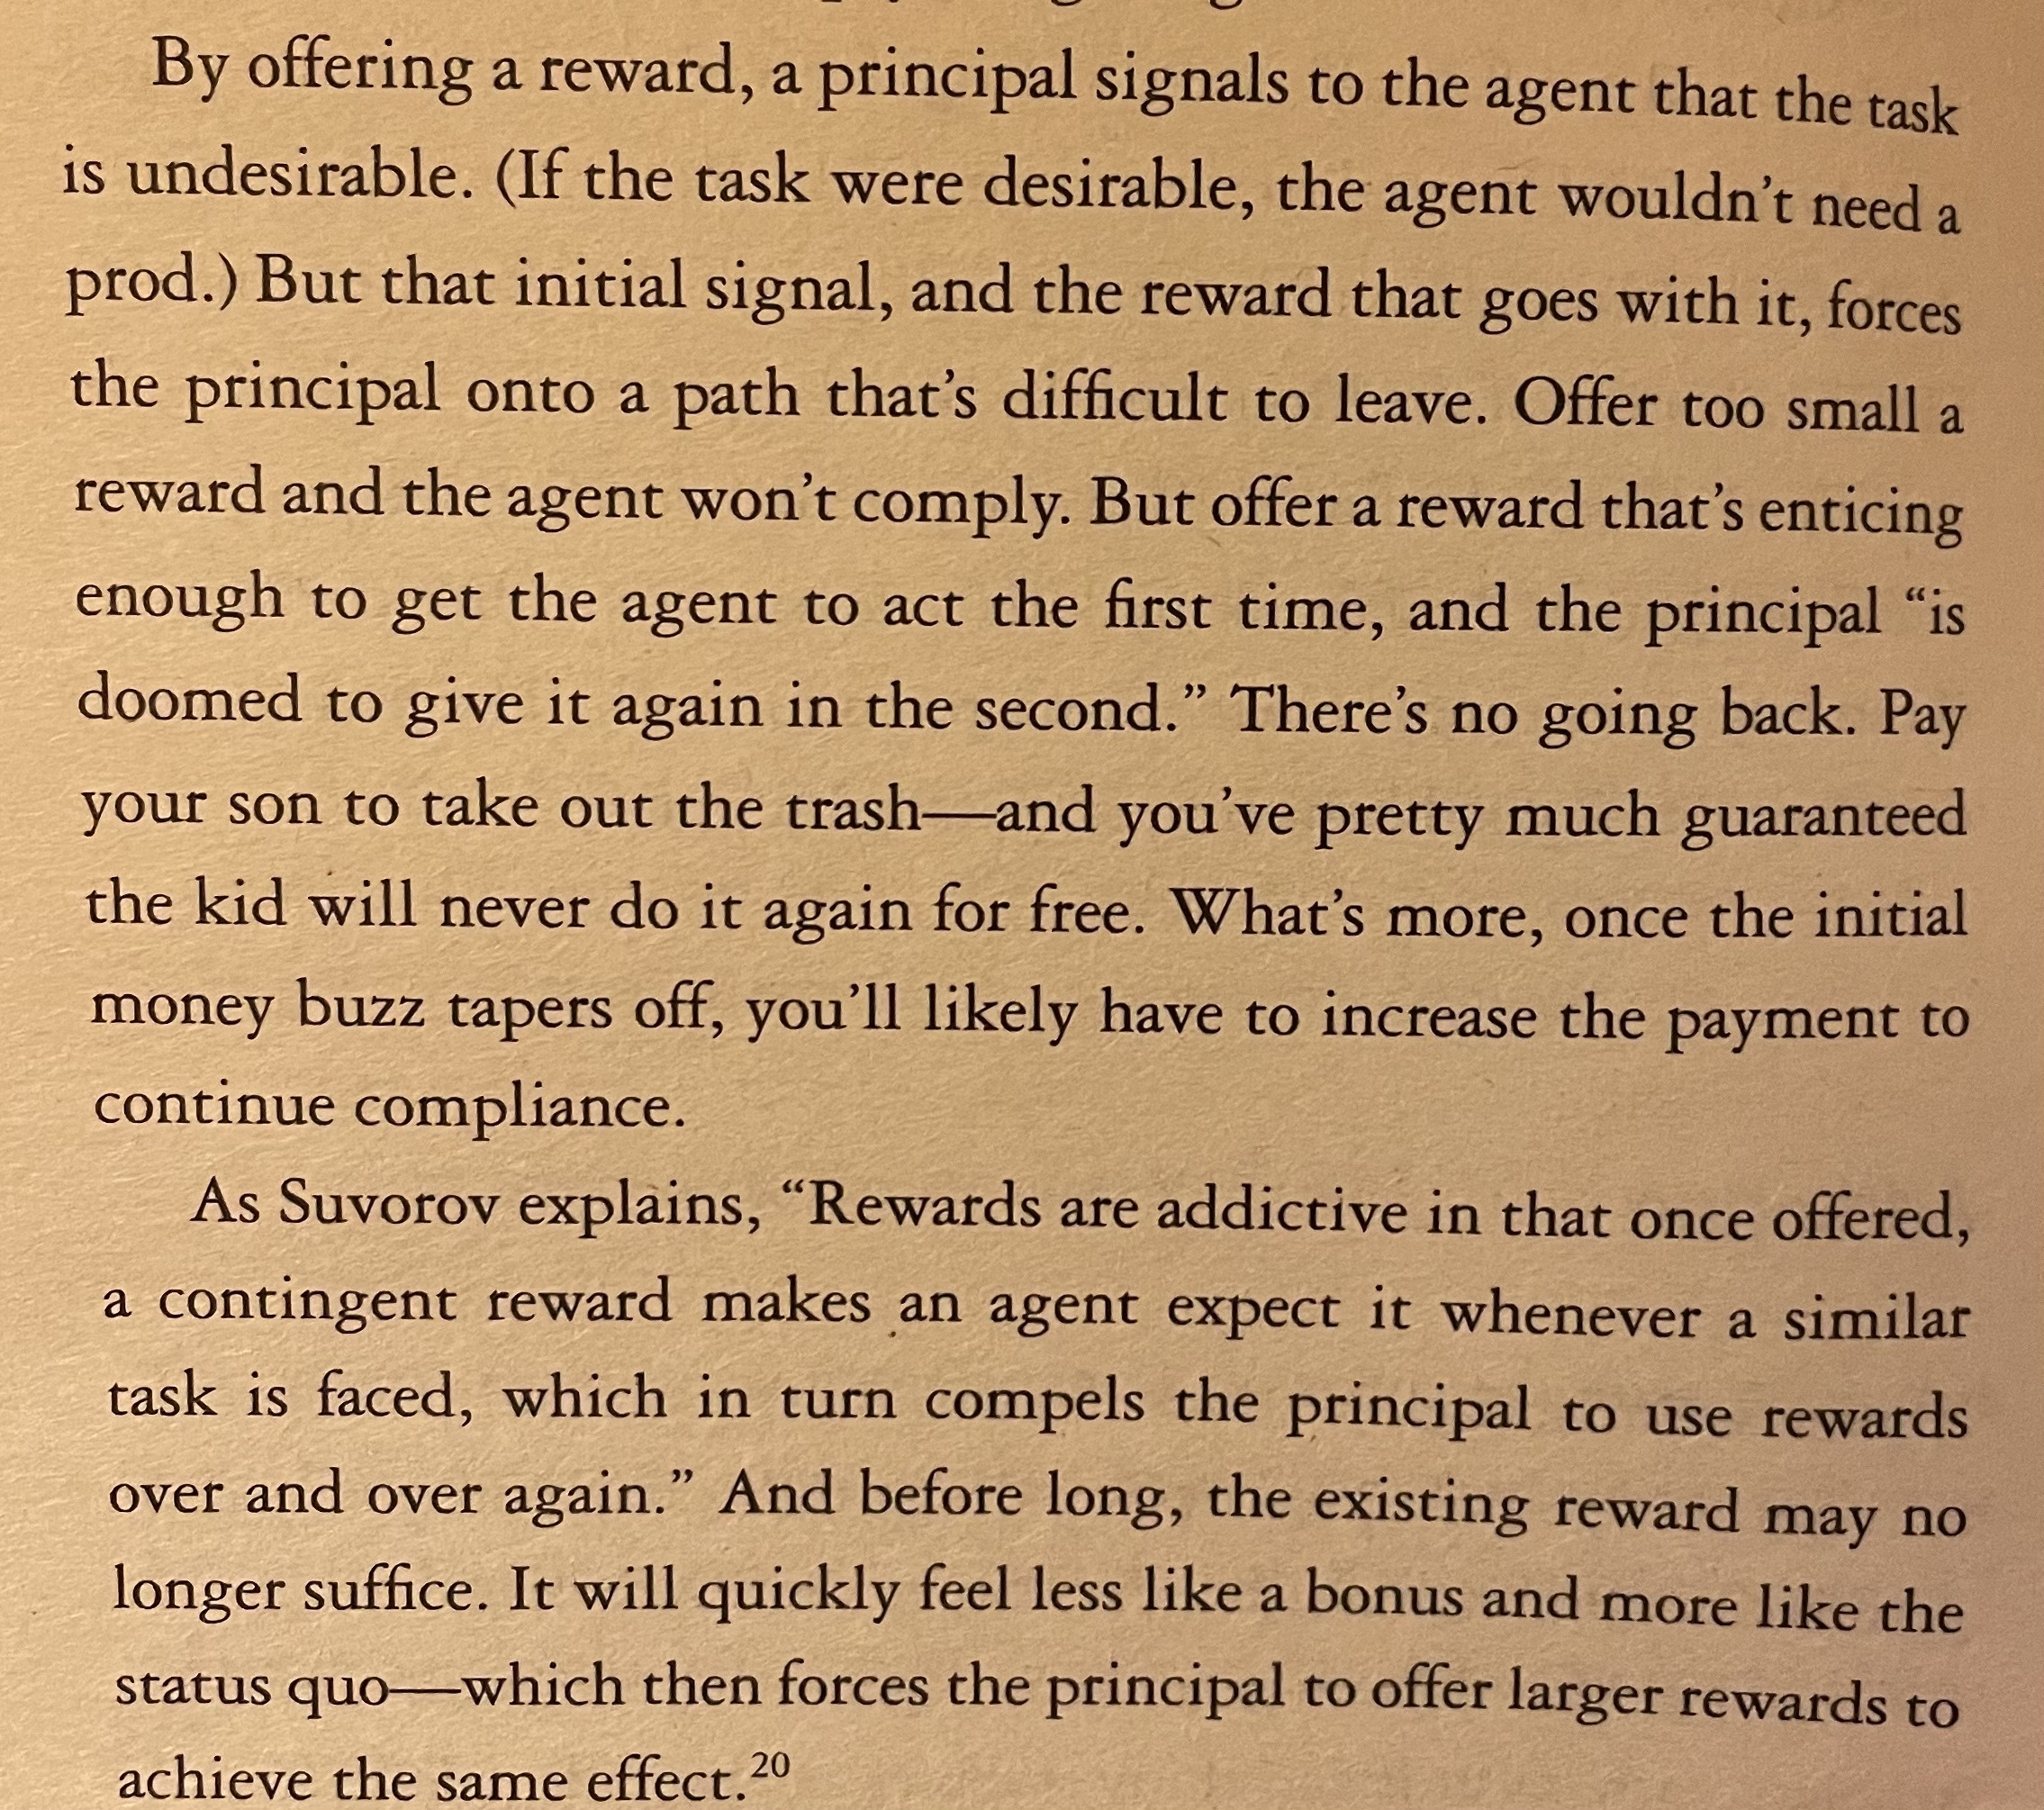 By offering a reward, a principal signals to the agent that the task
is undesirable. (If the task were desirable, the agent wouldn’t need a
prod.) But that initial signal, and the reward that goes with it, forces
the principal onto a path that’s difficult to leave. Offer too small a
reward and the agent won’t comply. But offer a reward that’s enticing
enough to get the agent to act the first time, and the principal “is
doomed to give it again in the second.” There’s no going back. Pay
your son to take out the trash—and you’ve pretty much guaranteed
the kid will never do it again for free. What’s more, once the initial
money buzz tapers off, you’ll likely have to increase the payment to
continue compliance.
As Suvorov explains, “Rewards are addictive in that once offered,
a contingent reward makes an agent expect it whenever a similar
task is faced, which in turn compels the principal to use rewards
over and over again.” And before long, the existing reward may no
longer suffice. It will quickly feel less like a bonus and more like the
status quo—which then forces the principal to offer larger rewards to
achieve the same effect.20